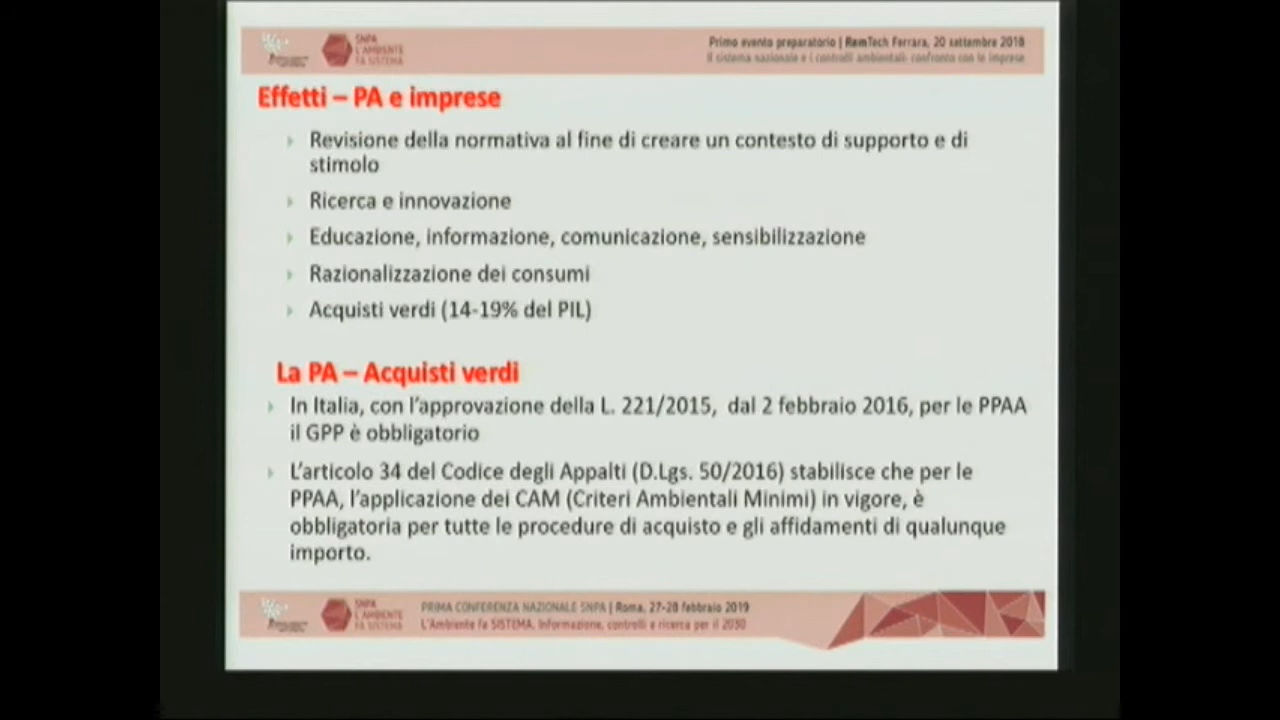 SNPA
L'AMBIENTE
FA SISTEMA
Primo evento preparatorio | RemTech Ferrara, 20 settembre 2018
Il sistema nazionale e i controlli ambientali: confronto con le imprese
Effetti – PA e imprese
Revisione della normativa al fine di creare un contesto di supporto e di
stimolo
Ricerca e innovazione
Educazione, informazione, comunicazione, sensibilizzazione
Razionalizzazione dei consumi
Acquisti verdi (14-19% del PIL)
La PA – Acquisti verdi
In Italia, con l'approvazione della L. 221/2015, dal 2 febbraio 2016, per le PPAA
il GPP è obbligatorio
L'articolo 34 del Codice degli Appalti (D.Lgs. 50/2016) stabilisce che per le
PPAA, l'applicazione dei CAM (Criteri Ambientali Minimi) in vigore, è
obbligatoria per tutte le procedure di acquisto e gli affidamenti di qualunque
importo.
SNPA
L'AMBIENTE
FA SISTEMA
PRIMA CONFERENZA NAZIONALE SNPA | Roma, 27-28 febbraio 2019
L'Ambiente fa SISTEMA. Informazione, controlli e ricerca per il 2030